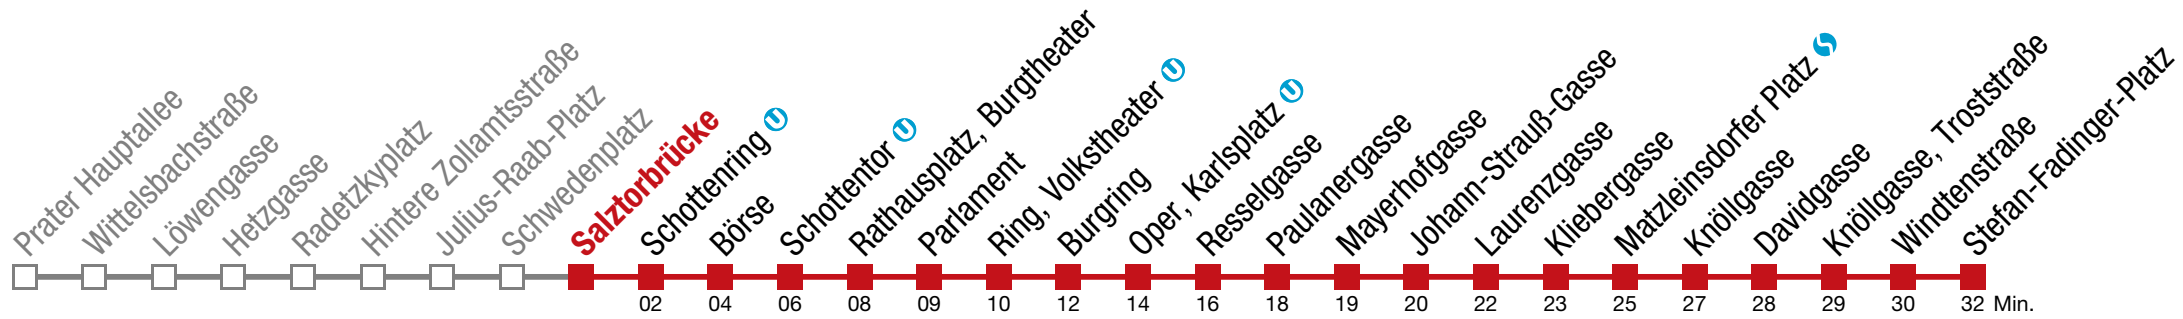 Prater Hauptallee
Wittelsbachstraße
Löwengasse
Hetzgasse
Radetzkyplatz
Hintere Zollamtsstraße
Julius-Raab-Platz
Schwedenplatz
Salztorbrücke
Schottenring U
Börse
Schottentor U
Rathausplatz, Burgtheater
Parlament
Ring, Volkstheater U
Burgring
Oper, Karlsplatz U
Resselgasse
Paulanergasse
Mayerhofgasse
Johann-Strauß-Gasse
Laurenzgasse
Kliebergasse
Matzleinsdorfer Platz S
Knöllgasse
Davidgasse
Knöllgasse, Troststraße
Windtenstraße
Stefan-Fadinger-Platz
02 04 06 08 09 10 12 14 16 18 19 20 22 23 25 27 28 29 30 32 Min.